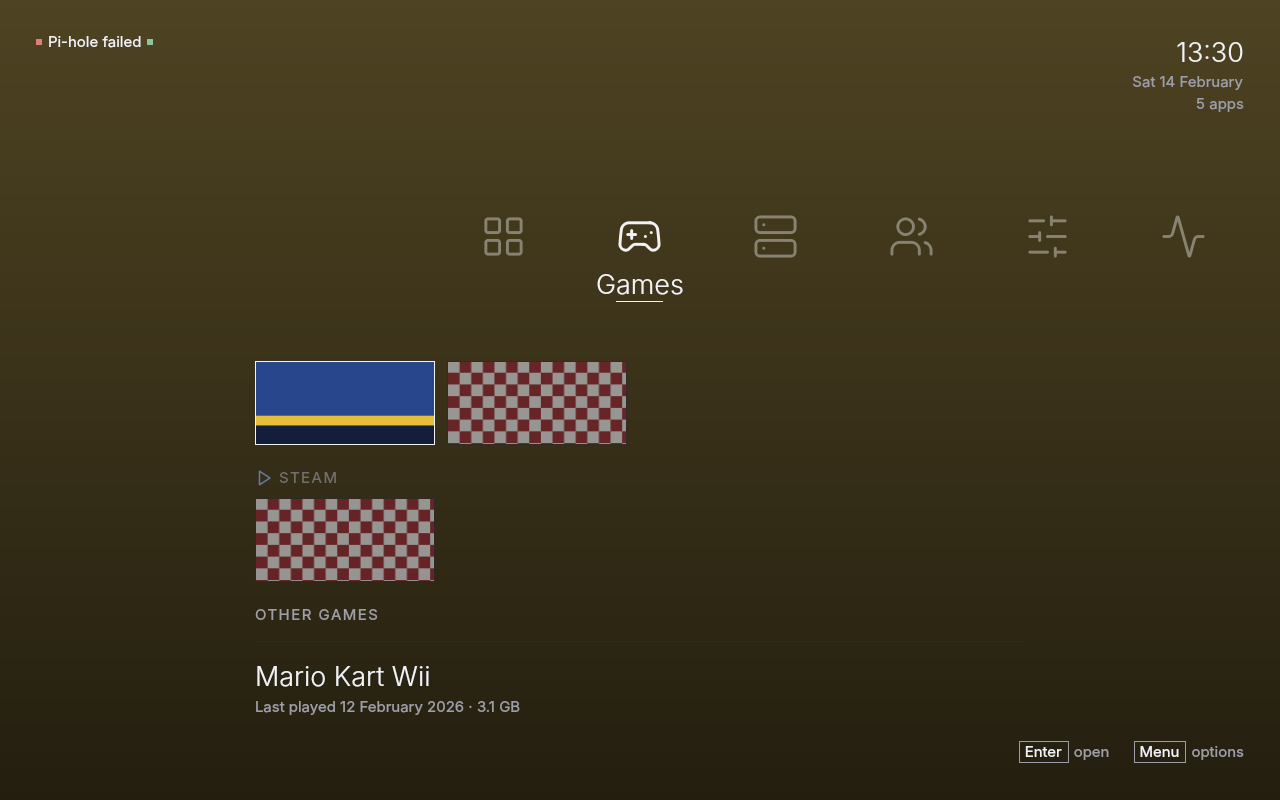 Pi-hole failed
13:30
Sat 14 February
5 apps
Games
STEAM
OTHER GAMES
Mario Kart Wii
Last played 12 February 2026 · 3.1 GB
Enter open Menu options